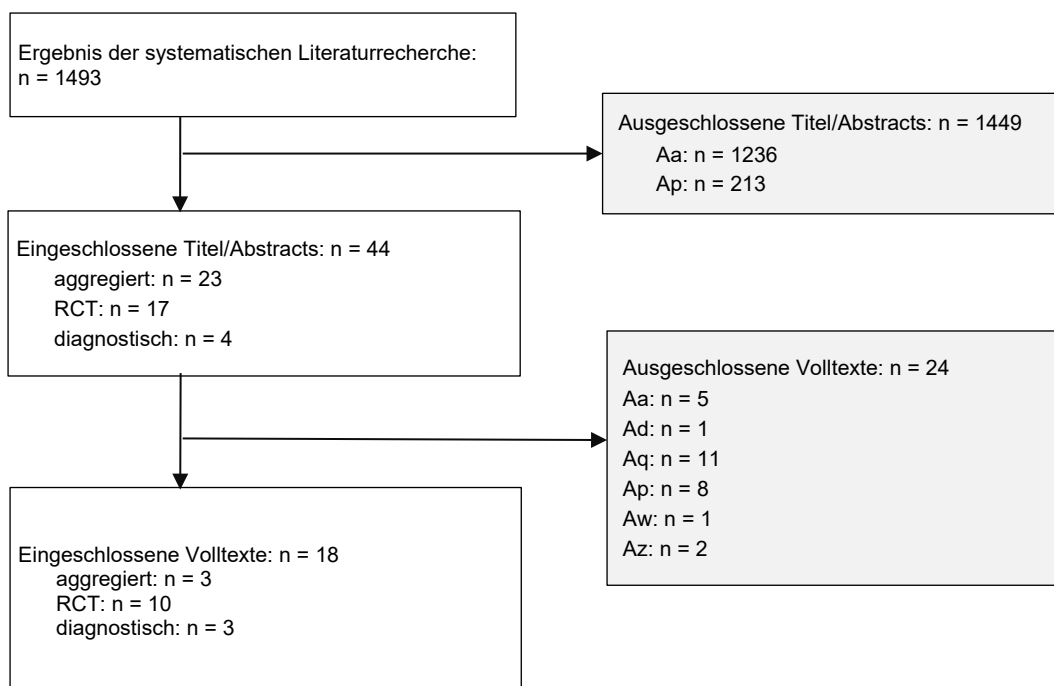 Ergebnis der systematischen Literaturrecherche:
n = 1493
Ausgeschlossene Titel/Abstracts: n = 1449
Aa: n = 1236
Ap: n = 213
Eingeschlossene Titel/Abstracts: n = 44
aggregiert: n = 23
RCT: n = 17
diagnostisch: n = 4
Ausgeschlossene Volltexte: n = 24
Aa: n = 5
Ad: n = 1
Aq: n = 11
Ap: n = 8
Aw: n = 1
Az: n = 2
Eingeschlossene Volltexte: n = 18
aggregiert: n = 3
RCT: n = 10
diagnostisch: n = 3